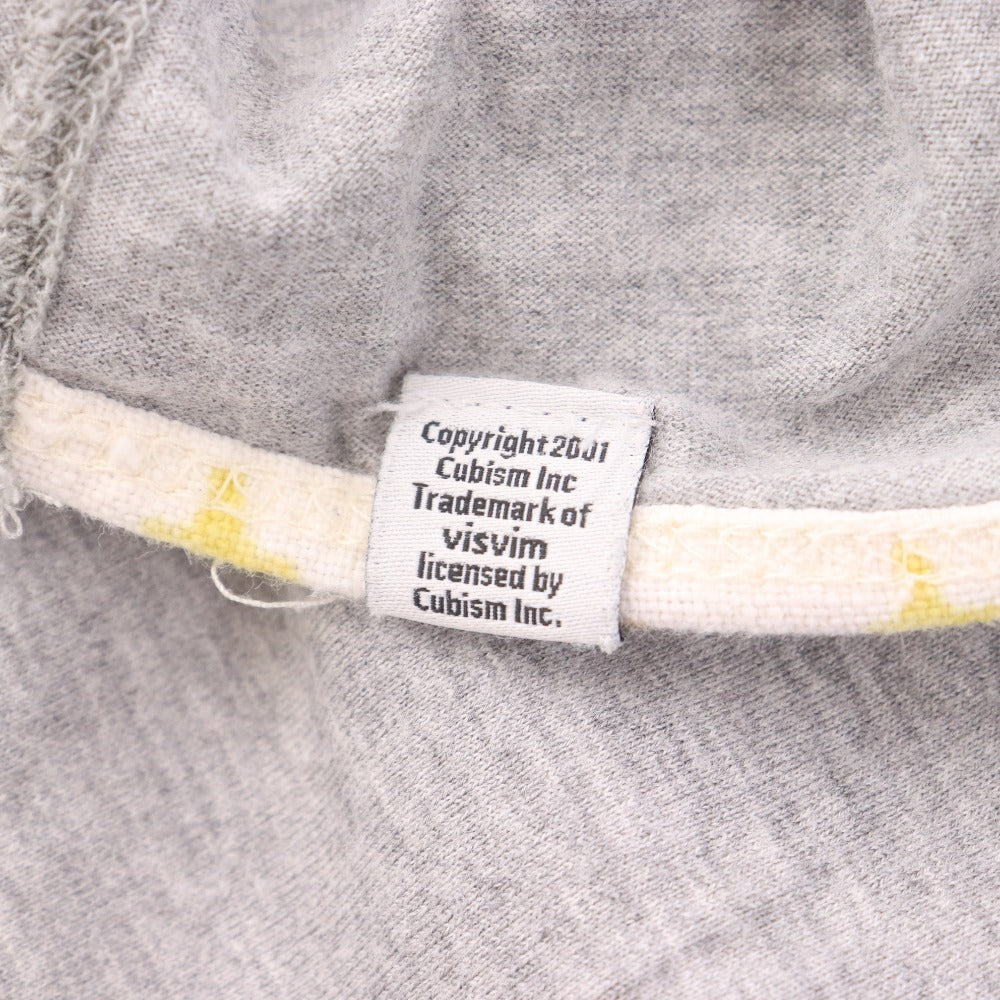 Copyright 2001
Cubism Inc
Trademark of
visvim
licensed by
Cubism Inc.